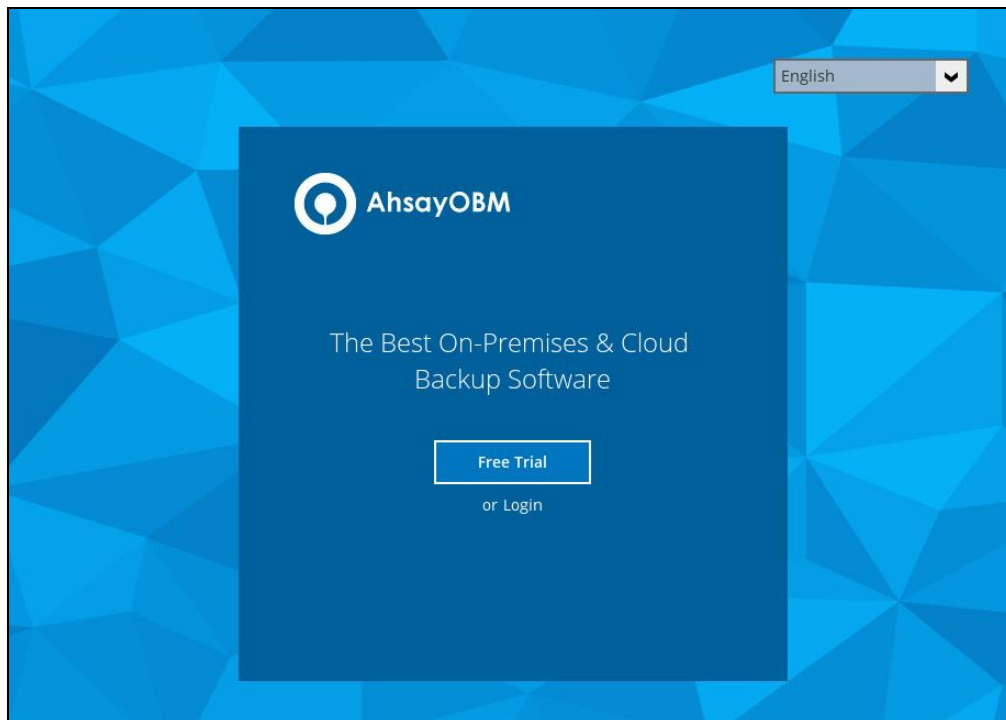 English
AhsayOBM
The Best On-Premises & Cloud
Backup Software
Free Trial
or Login